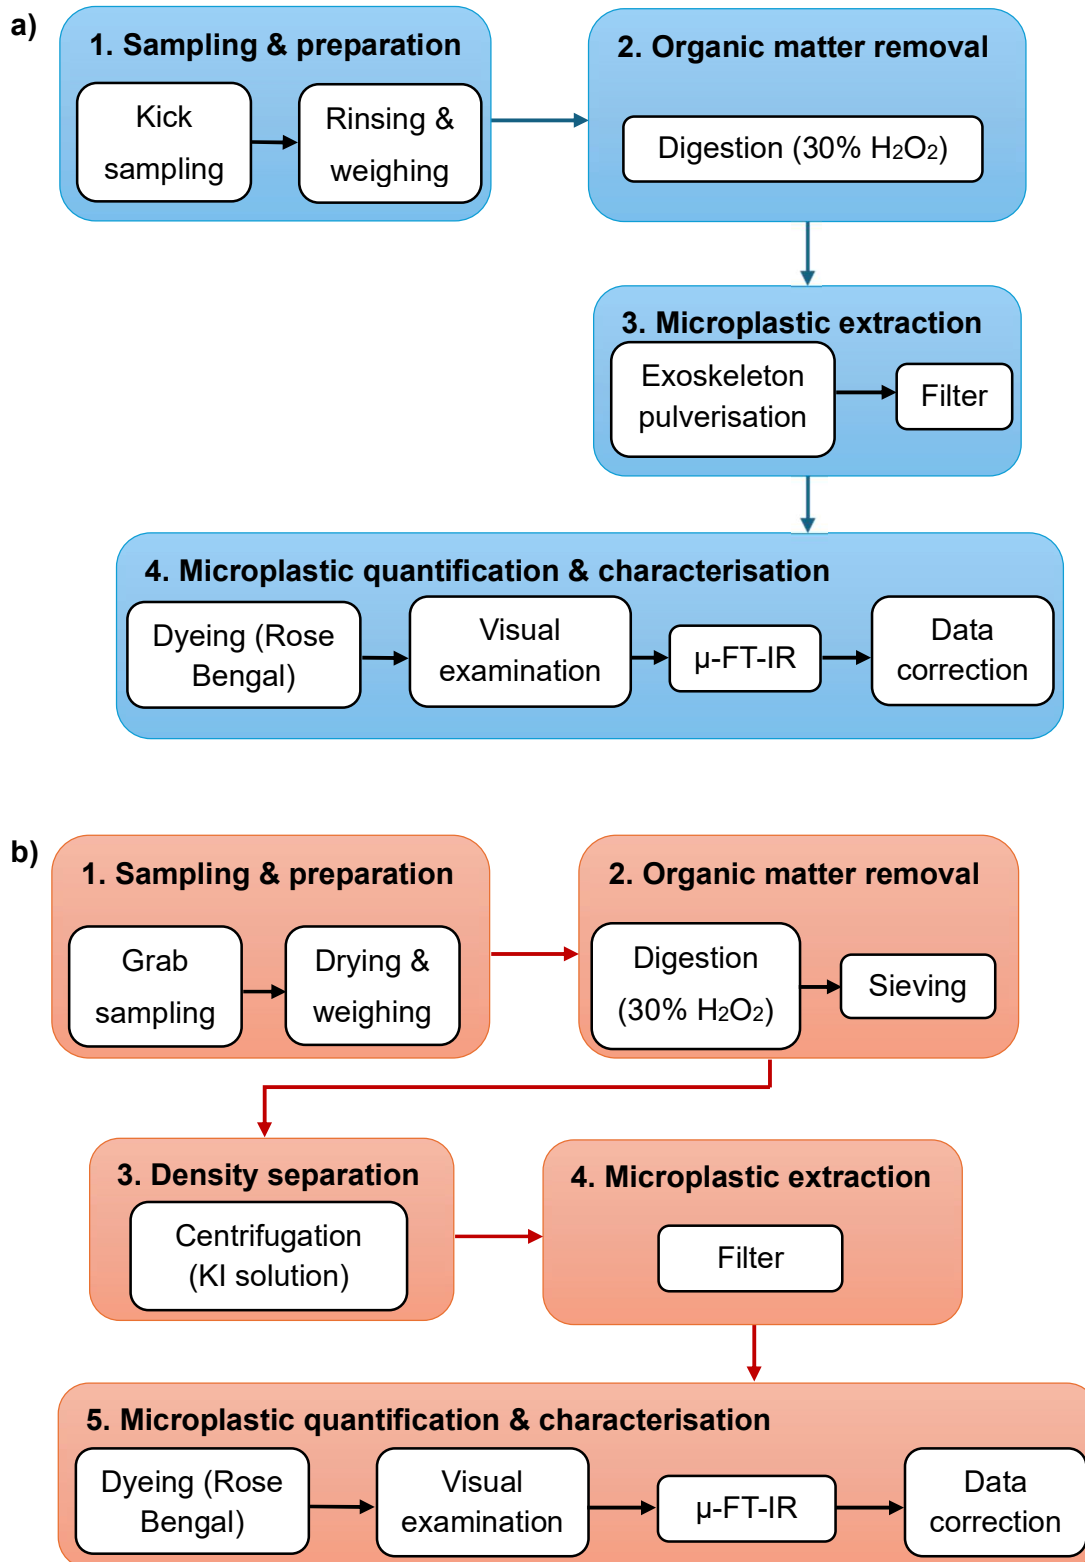 a)
1. Sampling & preparation
Kick
sampling
Rinsing &
weighing
2. Organic matter removal
Digestion (30% H₂O₂)
3. Microplastic extraction
Exoskeleton
pulverisation
Filter
4. Microplastic quantification & characterisation
Dyeing (Rose
Bengal)
Visual
examination
µ-FT-IR
Data
correction
b)
1. Sampling & preparation
Grab
sampling
Drying &
weighing
2. Organic matter removal
Digestion
(30% H₂O₂)
Sieving
3. Density separation
Centrifugation
(KI solution)
4. Microplastic extraction
Filter
5. Microplastic quantification & characterisation
Dyeing (Rose
Bengal)
Visual
examination
µ-FT-IR
Data
correction